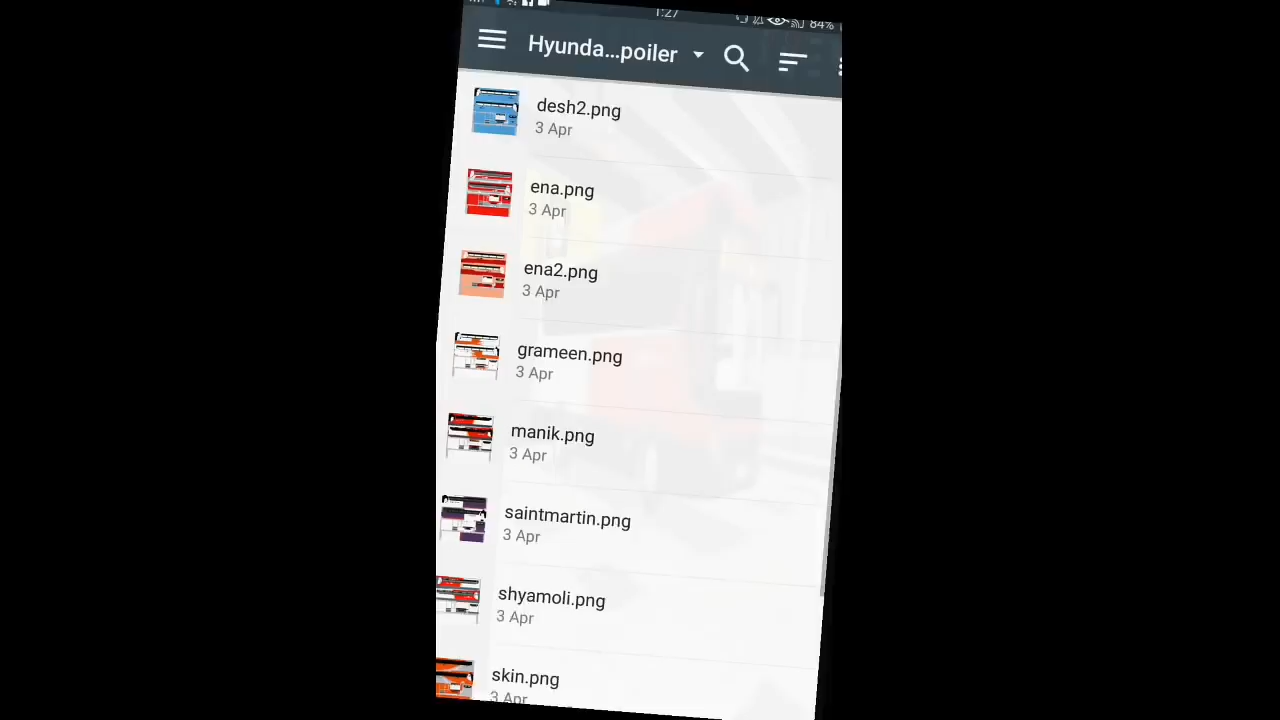 1:27
84%
Hyunda...poiler
desh2.png
3 Apr
ena.png
3 Apr
ena2.png
3 Apr
grameen.png
3 Apr
manik.png
3 Apr
saintmartin.png
3 Apr
shyamoli.png
3 Apr
skin.png
3 Apr